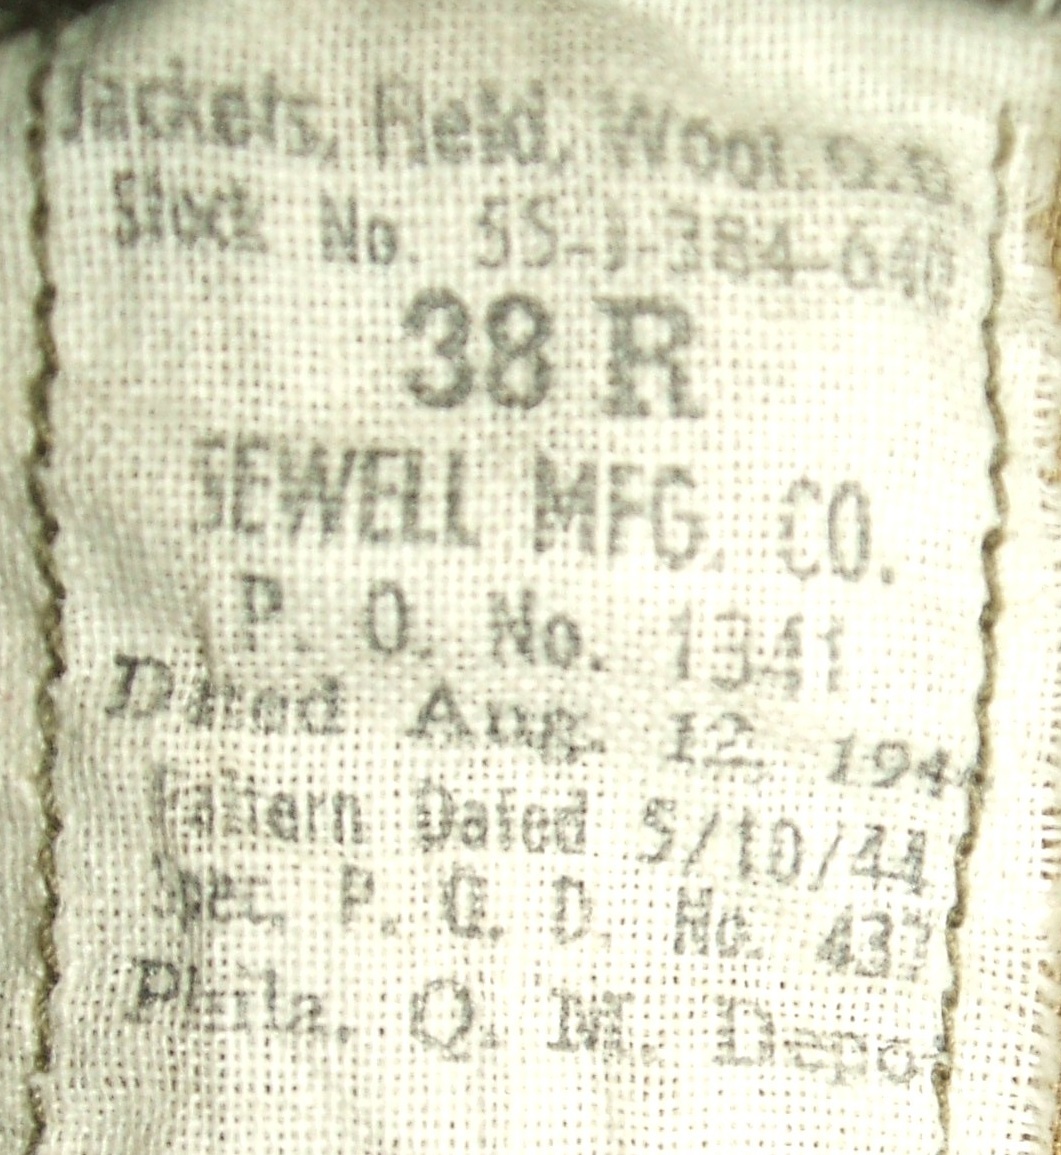 Jackets, Field, Wool, O.D.
Stock No. 55-J-384-640
38 R
SEWELL MFG. CO.
P. O. No. 1341
Dated Aug. 12, 194
Pattern Dated 5/10/44
Spec. P. Q. D. No. 437
Phila. Q. M. Depot